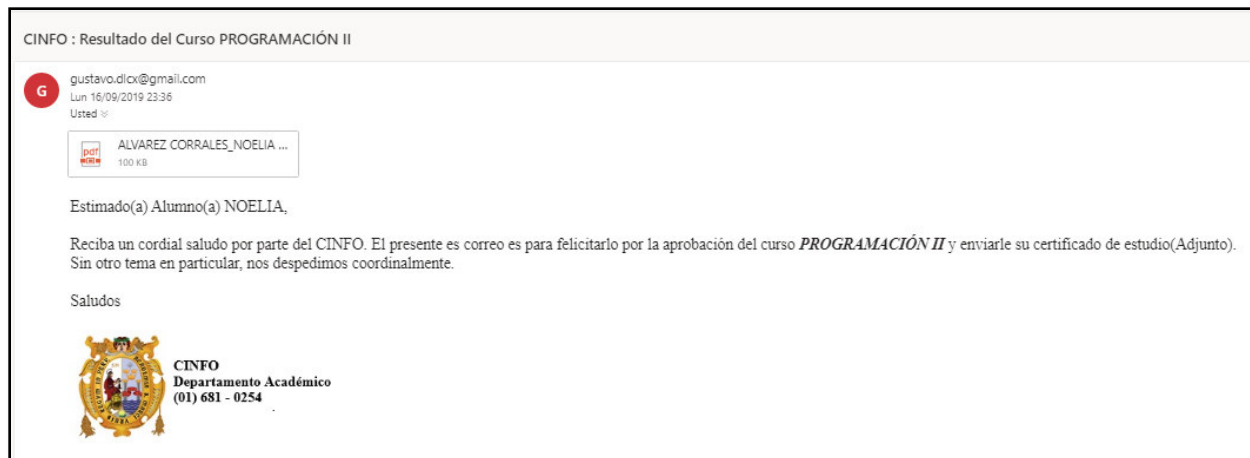 CINFO : Resultado del Curso PROGRAMACIÓN II
G
gustavo.dlcx@gmail.com
Lun 16/09/2019 23:36
Usted
pdf
ALVAREZ CORRALES_NOELIA ...
100 KB
Estimado(a) Alumno(a) NOELIA,
Reciba un cordial saludo por parte del CINFO. El presente es correo es para felicitarlo por la aprobación del curso PROGRAMACIÓN II y enviarle su certificado de estudio(Adjunto).
Sin otro tema en particular, nos despedimos coordinalmente.
Saludos
CINFO
Departamento Académico
(01) 681 - 0254